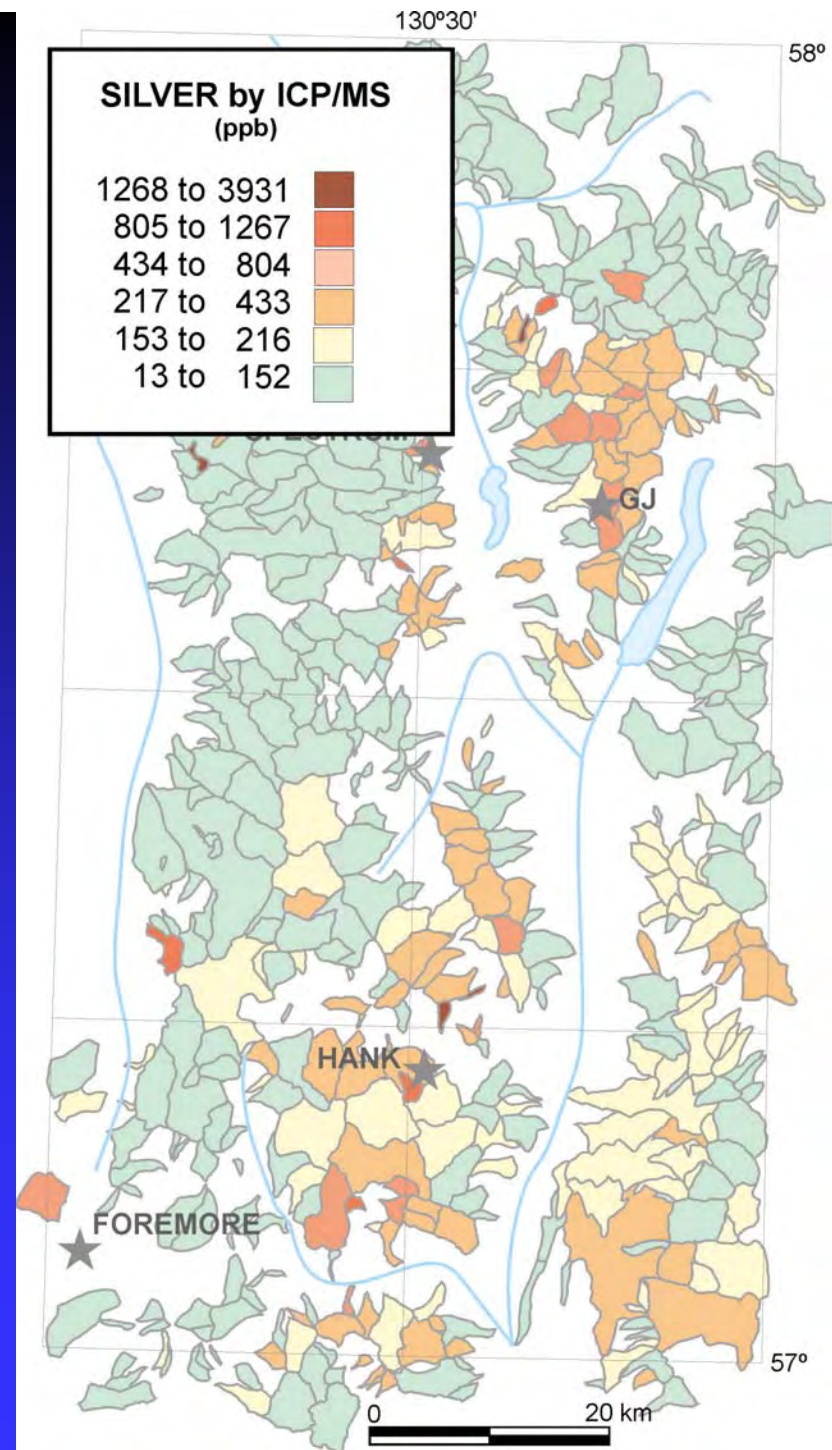 130º30'
58º
SILVER by ICP/MS
(ppb)
1268 to 3931
805 to 1267
434 to 804
217 to 433
153 to 216
13 to 152
GJ
HANK
FOREMORE
57º
0 20 km